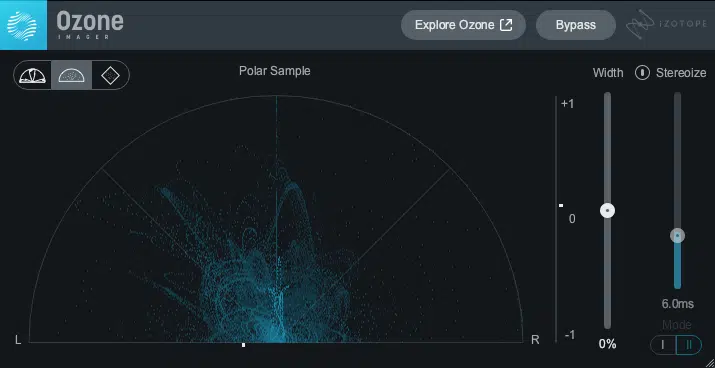 Ozone
IMAGER
Explore Ozone
Bypass
IZOTOPE
Polar Sample
Width
Stereoize
+1
0
-1
L
R
0%
6.0ms
Mode
I
II